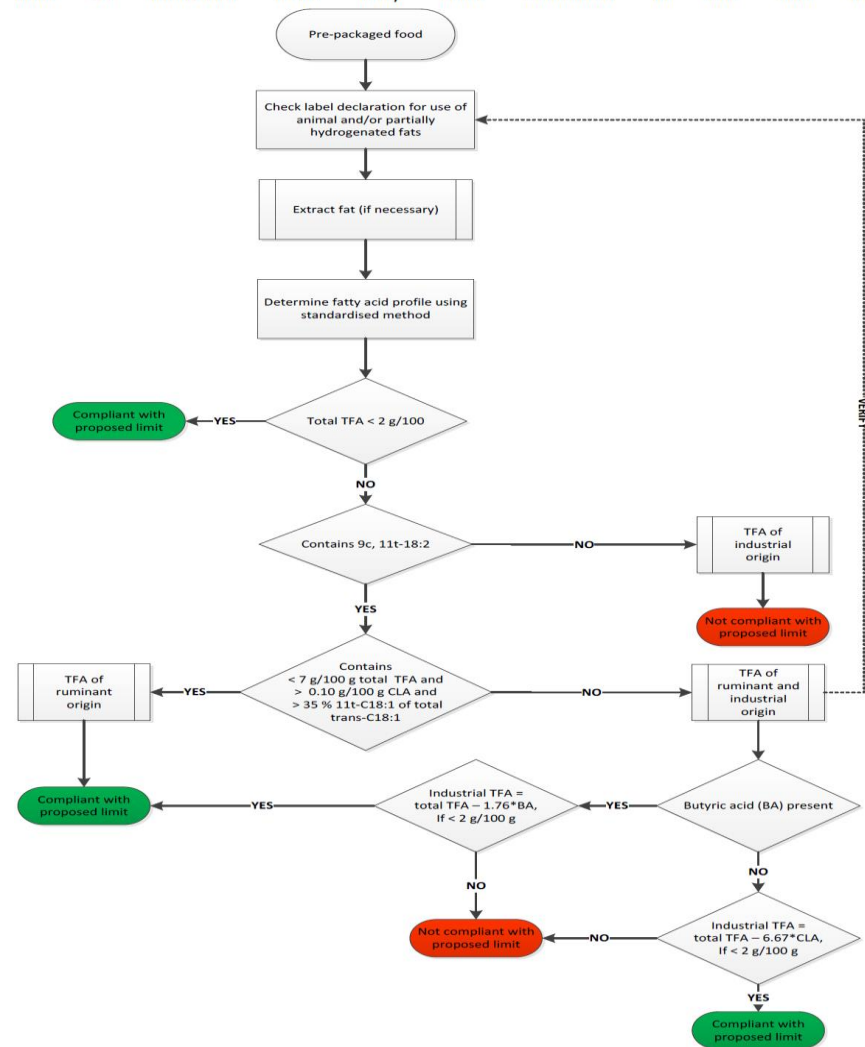 Pre-packaged food
Check label declaration for use of
animal and/or partially
hydrogenated fats
Extract fat (if necessary)
Determine fatty acid profile using
standardised method
Total TFA < 2 g/100
YES
Compliant with
proposed limit
NO
Contains 9c, 11t-18:2
NO
TFA of
industrial
origin
Not compliant with
proposed limit
YES
Contains
< 7 g/100 g total TFA and
> 0.10 g/100 g CLA and
> 35 % 11t-C18:1 of total
trans-C18:1
YES
TFA of
ruminant
origin
Compliant with
proposed limit
NO
TFA of
ruminant and
industrial
origin
Butyric acid (BA) present
YES
Industrial TFA =
total TFA – 1.76*BA,
If < 2 g/100 g
YES
NO
Not compliant with
proposed limit
NO
Industrial TFA =
total TFA – 6.67*CLA,
If < 2 g/100 g
NO
YES
Compliant with
proposed limit